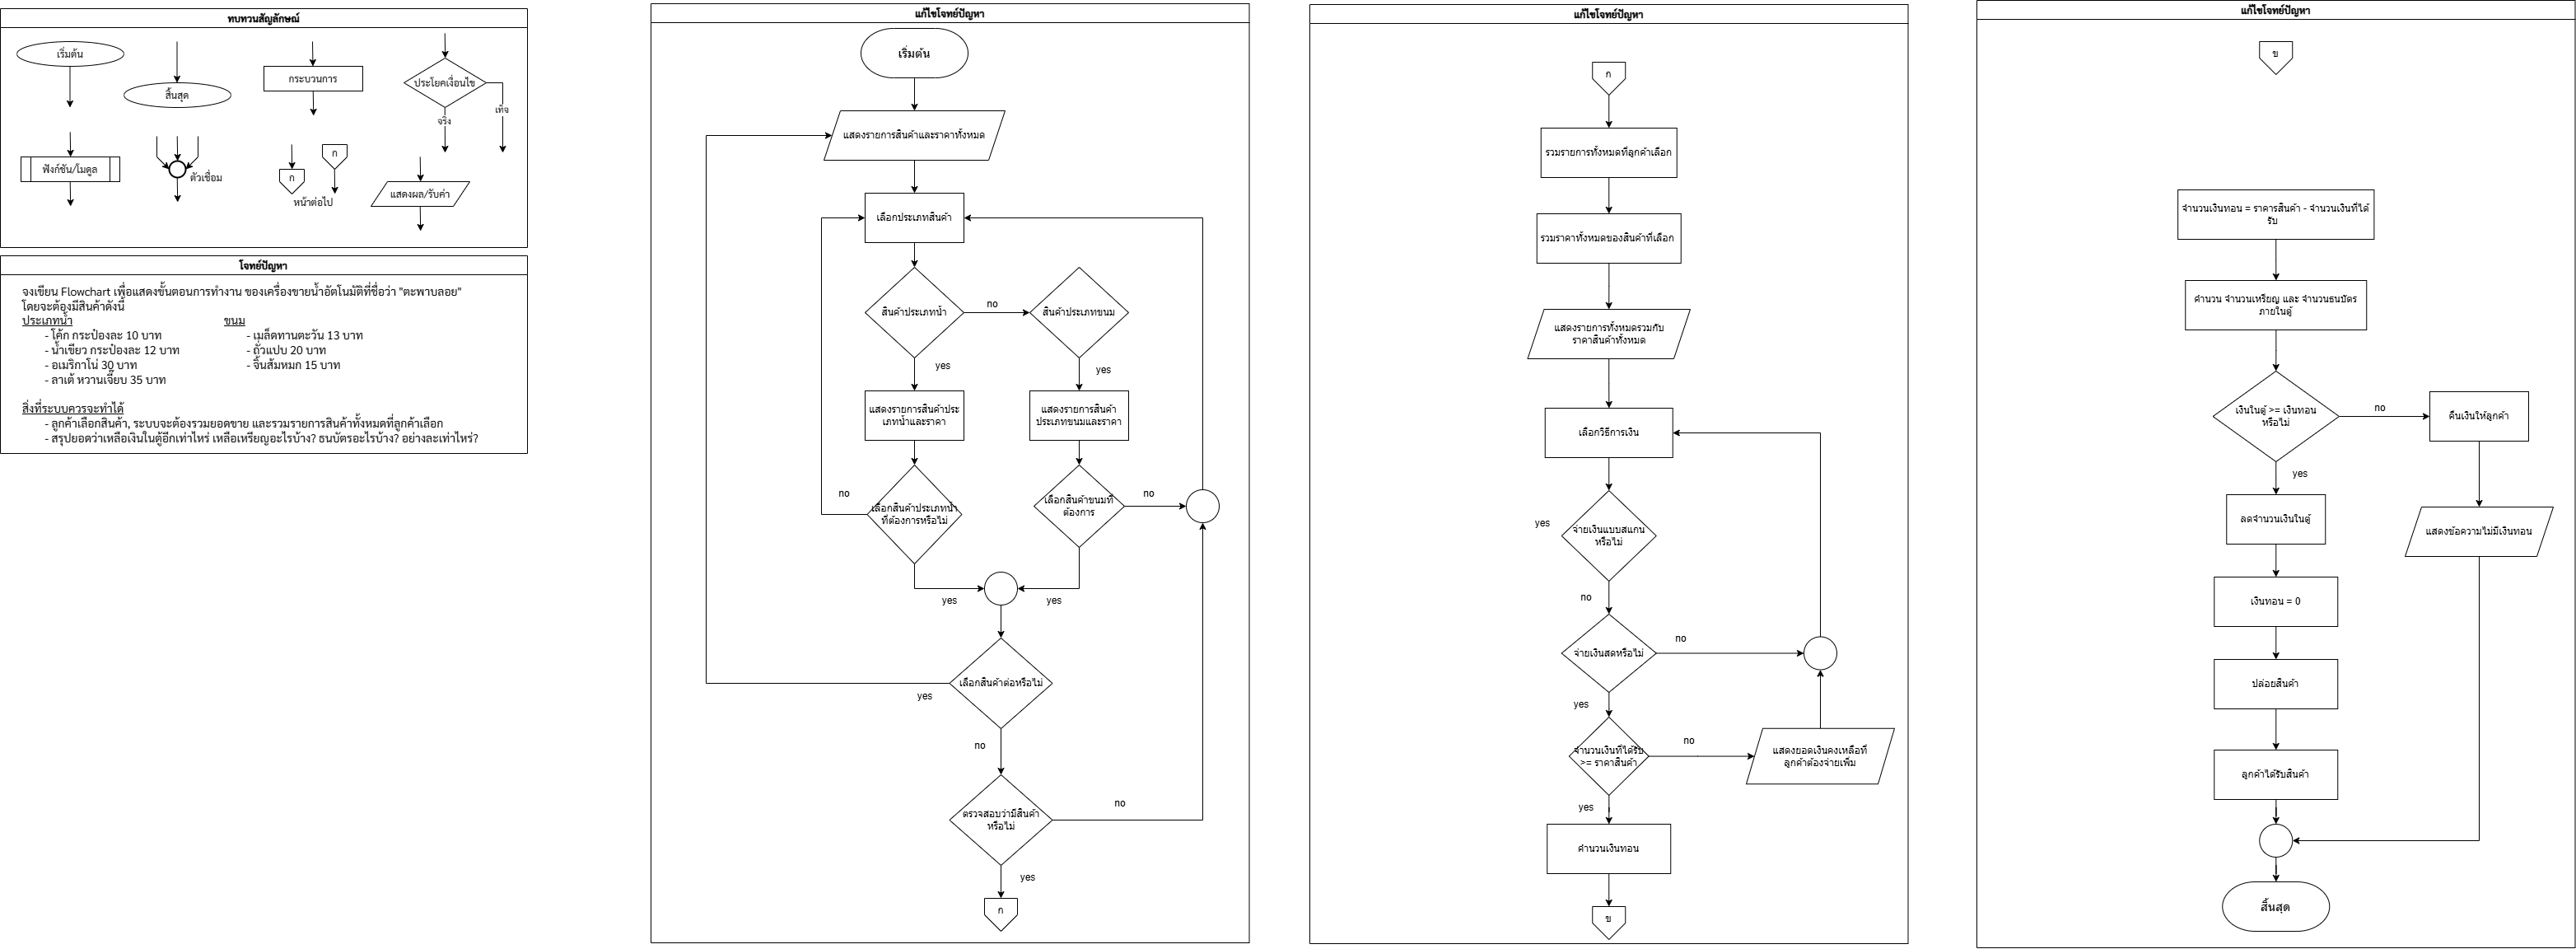 ทบทวนสัญลักษณ์
เริ่มต้น
สิ้นสุด
กระบวนการ
ประโยคเงื่อนไข
จริง
เท็จ
ฟังก์ชัน/โมดูล
ตัวเชื่อม
ก
ก
หน้าต่อไป
แสดงผล/รับค่า
โจทย์ปัญหา
จงเขียน Flowchart เพื่อแสดงขั้นตอนการทำงาน ของเครื่องขายน้ำอัตโนมัติที่ชื่อว่า "ตะพาบลอย"
โดยจะต้องมีสินค้าดังนี้
ประเภทน้ำ
- โค้ก กระป๋องละ 10 บาท
- น้ำเขียว กระป๋องละ 12 บาท
- อเมริกาโน่ 30 บาท
- ลาเต้ หวานเจี๊ยบ 35 บาท
ขนม
- เมล็ดทานตะวัน 13 บาท
- ถั่วแปบ 20 บาท
- จิ้นส้มหมก 15 บาท
สิ่งที่ระบบควรจะทำได้
- ลูกค้าเลือกสินค้า, ระบบจะต้องรวมยอดขาย และรวมรายการสินค้าทั้งหมดที่ลูกค้าเลือก
- สรุปยอดว่าเหลือเงินในตู้อีกเท่าไหร่ เหลือเหรียญอะไรบ้าง? ธนบัตรอะไรบ้าง? อย่างละเท่าไหร่?
แก้ไขโจทย์ปัญหา
เริ่มต้น
แสดงรายการสินค้าและราคาทั้งหมด
เลือกประเภทสินค้า
สินค้าประเภทน้ำ
no
สินค้าประเภทขนม
yes
yes
แสดงรายการสินค้าประ
เภทน้ำและราคา
แสดงรายการสินค้า
ประเภทขนมและราคา
no
เลือกสินค้าประเภทน้ำ
ที่ต้องการหรือไม่
เลือกสินค้าขนมที่
ต้องการ
no
yes
yes
เลือกสินค้าต่อหรือไม่
yes
no
ตรวจสอบว่ามีสินค้า
หรือไม่
no
yes
ก
แก้ไขโจทย์ปัญหา
ก
รวมรายการทั้งหมดที่ลูกค้าเลือก
รวมราคาทั้งหมดของสินค้าที่เลือก
แสดงรายการทั้งหมดรวมกับ
ราคาสินค้าทั้งหมด
เลือกวิธีการเงิน
yes
จ่ายเงินแบบสแกน
หรือไม่
no
จ่ายเงินสดหรือไม่
no
yes
จำนวนเงินที่ได้รับ
>= ราคาสินค้า
no
แสดงยอดเงินคงเหลือที่
ลูกค้าต้องจ่ายเพิ่ม
yes
คำนวนเงินทอน
ข
แก้ไขโจทย์ปัญหา
ข
จำนวนเงินทอน = ราคารสินค้า - จำนวนเงินที่ได้
รับ
คำนวน จำนวนเหรียญ และ จำนวนธนบัตร
ภายในตู้
เงินในตู้ >= เงินทอน
หรือไม่
no
คืนเงินให้ลูกค้า
yes
ลดจำนวนเงินในตู้
แสดงข้อความไม่มีเงินทอน
เงินทอน = 0
ปล่อยสินค้า
ลูกค้าได้รับสินค้า
สิ้นสุด